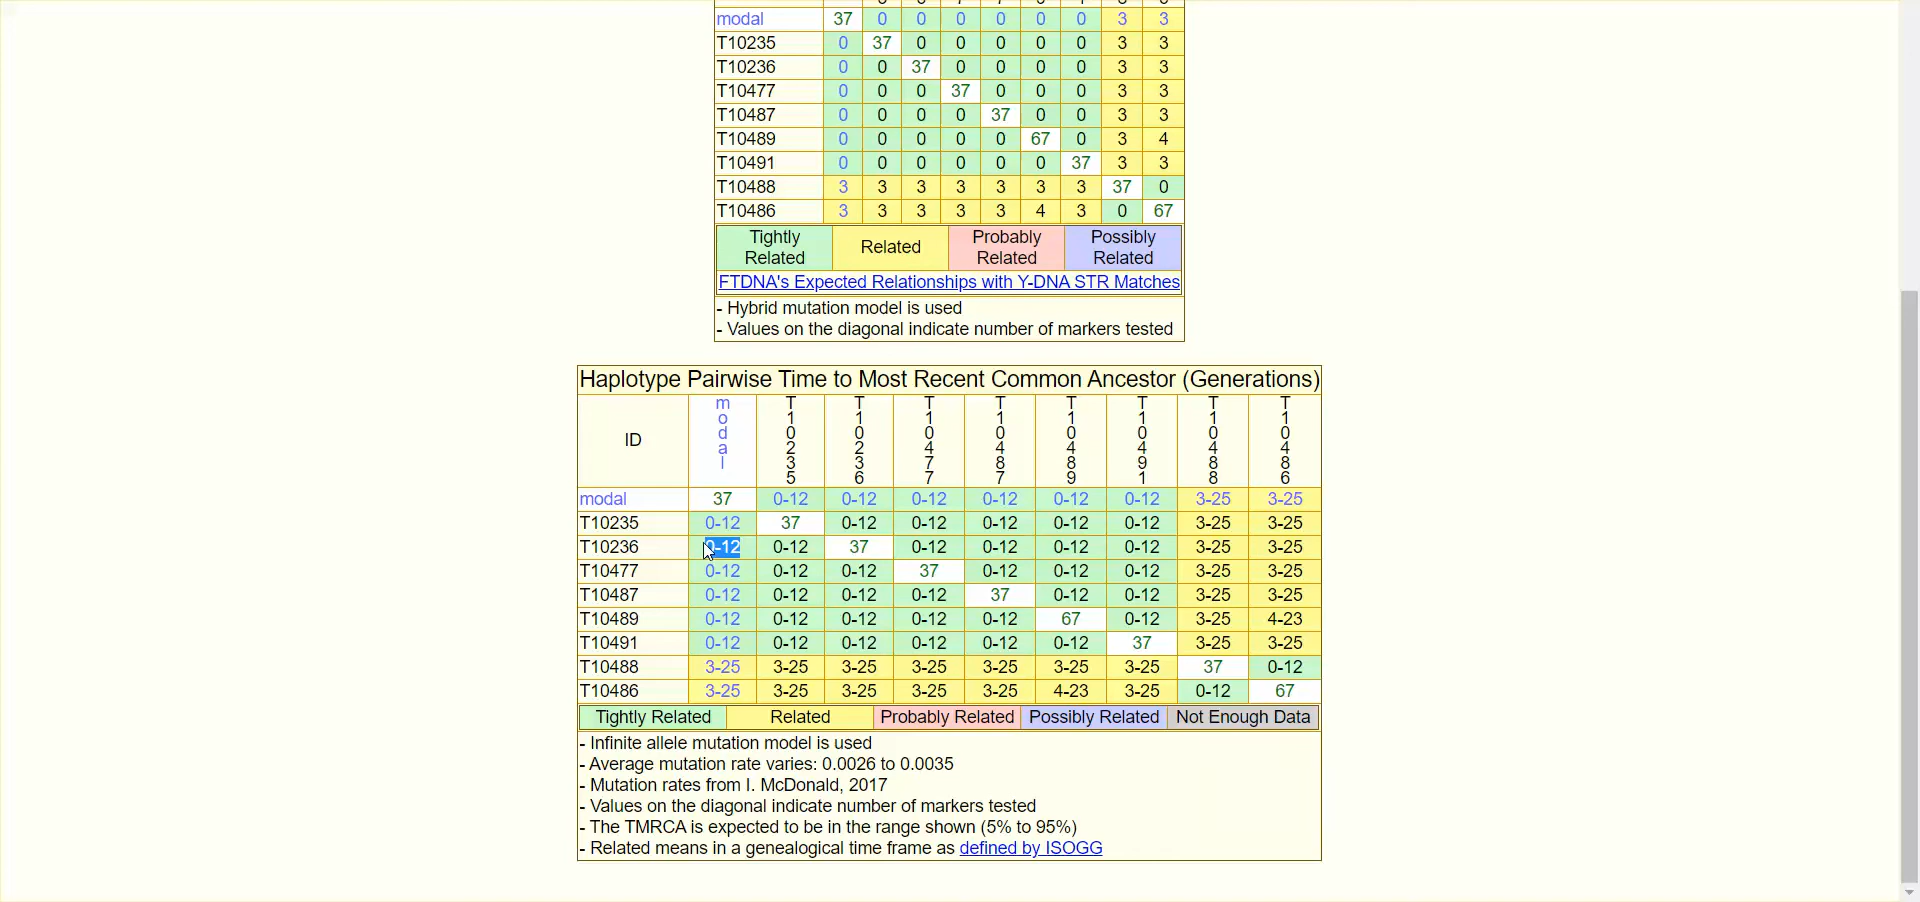 modal 37 0 0 0 0 0 0 3 3
T10235 0 37 0 0 0 0 0 3 3
T10236 0 0 37 0 0 0 0 3 3
T10477 0 0 0 37 0 0 0 3 3
T10487 0 0 0 0 37 0 0 3 3
T10489 0 0 0 0 0 67 0 3 4
T10491 0 0 0 0 0 0 37 3 3
T10488 3 3 3 3 3 3 3 37 0
T10486 3 3 3 3 3 4 3 0 67
Tightly Related Related Probably Related Possibly Related
FTDNA's Expected Relationships with Y-DNA STR Matches
- Hybrid mutation model is used
- Values on the diagonal indicate number of markers tested
Haplotype Pairwise Time to Most Recent Common Ancestor (Generations)
ID modal T10235 T10236 T10477 T10487 T10489 T10491 T10488 T10486
modal 37 0-12 0-12 0-12 0-12 0-12 0-12 3-25 3-25
T10235 0-12 37 0-12 0-12 0-12 0-12 0-12 3-25 3-25
T10236 0-12 0-12 37 0-12 0-12 0-12 0-12 3-25 3-25
T10477 0-12 0-12 0-12 37 0-12 0-12 0-12 3-25 3-25
T10487 0-12 0-12 0-12 0-12 37 0-12 0-12 3-25 3-25
T10489 0-12 0-12 0-12 0-12 0-12 67 0-12 3-25 4-23
T10491 0-12 0-12 0-12 0-12 0-12 0-12 37 3-25 3-25
T10488 3-25 3-25 3-25 3-25 3-25 3-25 3-25 37 0-12
T10486 3-25 3-25 3-25 3-25 3-25 4-23 3-25 0-12 67
Tightly Related Related Probably Related Possibly Related Not Enough Data
- Infinite allele mutation model is used
- Average mutation rate varies: 0.0026 to 0.0035
- Mutation rates from I. McDonald, 2017
- Values on the diagonal indicate number of markers tested
- The TMRCA is expected to be in the range shown (5% to 95%)
- Related means in a genealogical time frame as defined by ISOGG